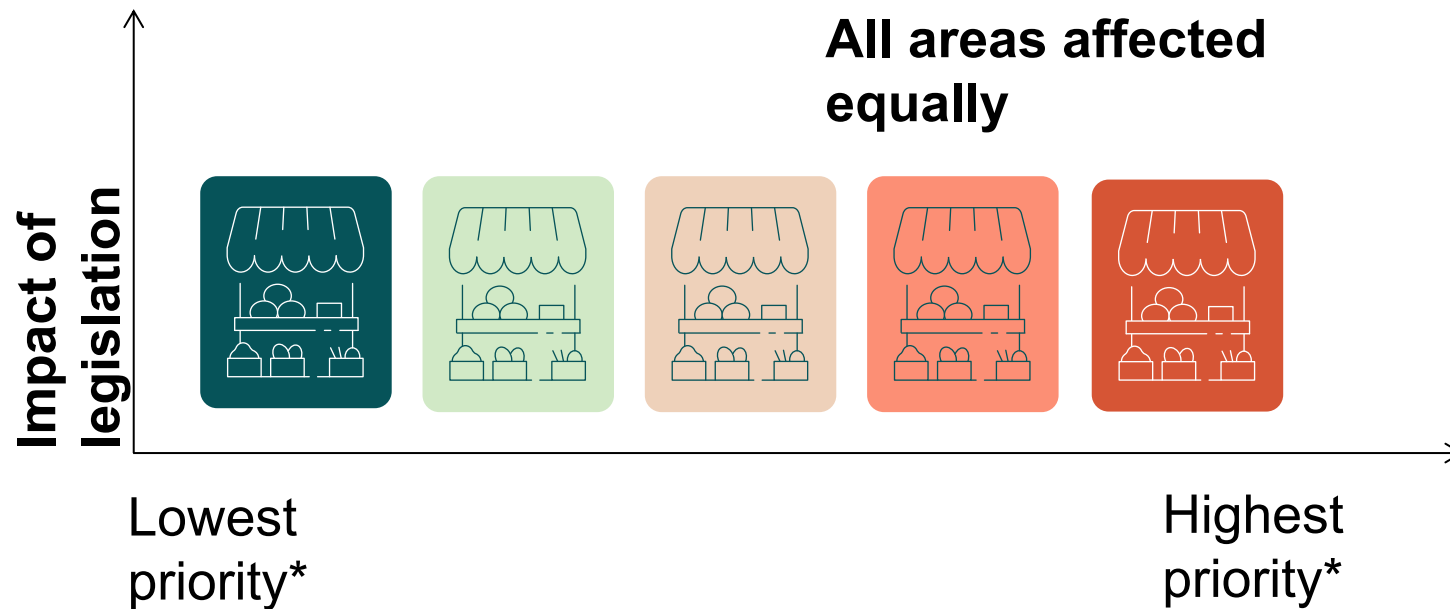 All areas affected
equally
Impact of
legislation
Lowest
priority*
Highest
priority*